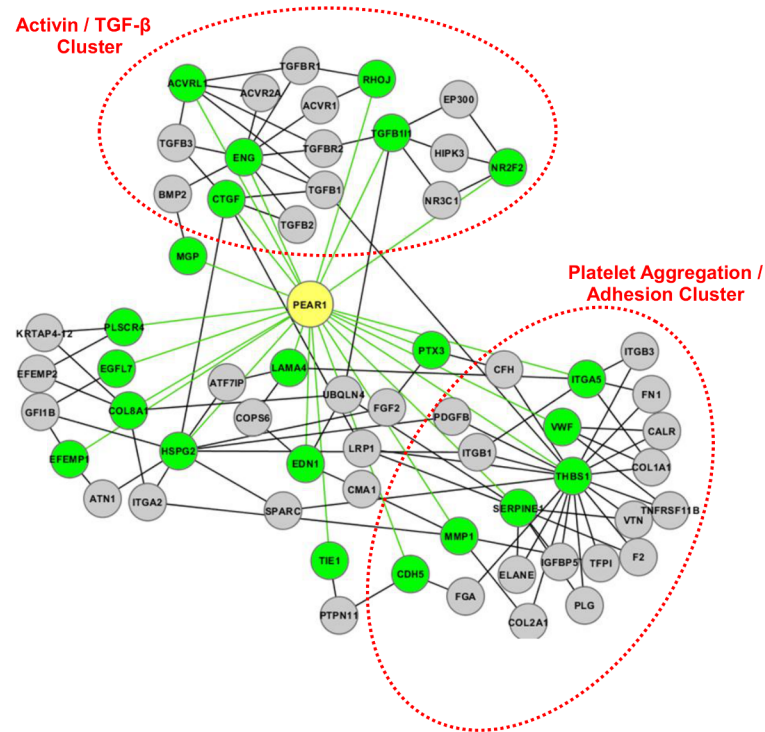 Activin / TGF-β
Cluster
TGFBR1
ACVRL1
RHOJ
ACVR2A
EP300
ACVR1
TGFB1I1
TGFB3
TGFBR2
HIPK3
ENG
NR2F2
BMP2
TGFB1
CTGF
NR3C1
TGFB2
MGP
Platelet Aggregation /
Adhesion Cluster
PEAR1
PLSCR4
KRTAP4-12
PTX3
ITGB3
EGFL7
LAMA4
CFH
EFEMP2
ATF7IP
ITGA5
UBQLN4
FN1
GFI1B
COL8A1
FGF2
COPS6
PDGFB
VWF
CALR
HSPG2
LRP1
ITGB1
EFEMP1
EDN1
COL1A1
THBS1
CMA1
ATN1
ITGA2
SPARC
SERPINE1
TNFRSF11B
VTN
MMP1
TIE1
IGFBP5
TFPI
F2
CDH5
ELANE
FGA
PLG
PTPN11
COL2A1